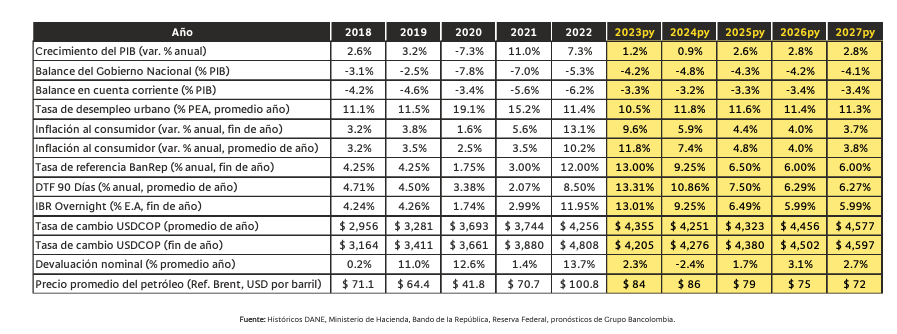 Año 2018 2019 2020 2021 2022 2023py 2024py 2025py 2026py 2027py
Crecimiento del PIB (var. % anual) 2.6% 3.2% -7.3% 11.0% 7.3% 1.2% 0.9% 2.6% 2.8% 2.8%
Balance del Gobierno Nacional (% PIB) -3.1% -2.5% -7.8% -7.0% -5.3% -4.2% -4.8% -4.3% -4.2% -4.1%
Balance en cuenta corriente (% PIB) -4.2% -4.6% -3.4% -5.6% -6.2% -3.3% -3.2% -3.3% -3.4% -3.4%
Tasa de desempleo urbano (% PEA, promedio año) 11.1% 11.5% 19.1% 15.2% 11.4% 10.5% 11.8% 11.6% 11.4% 11.3%
Inflación al consumidor (var. % anual, fin de año) 3.2% 3.8% 1.6% 5.6% 13.1% 9.6% 5.9% 4.4% 4.0% 3.7%
Inflación al consumidor (var. % anual, promedio año) 3.2% 3.5% 2.5% 3.5% 10.2% 11.8% 7.4% 4.8% 4.0% 3.8%
Tasa de referencia BanRep (% anual, fin de año) 4.25% 4.25% 1.75% 3.00% 12.00% 13.00% 9.25% 6.50% 6.00% 6.00%
DTF 90 Días (% anual, promedio de año) 4.71% 4.50% 3.38% 2.07% 8.50% 13.31% 10.86% 7.50% 6.29% 6.27%
IBR Overnight (% E.A, fin de año) 4.24% 4.26% 1.74% 2.99% 11.95% 13.01% 9.25% 6.49% 5.99% 5.99%
Tasa de cambio USDCOP (promedio de año) $ 2,956 $ 3,281 $ 3,693 $ 3,744 $ 4,256 $ 4,355 $ 4,251 $ 4,323 $ 4,456 $ 4,577
Tasa de cambio USDCOP (fin de año) $ 3,164 $ 3,411 $ 3,661 $ 3,880 $ 4,808 $ 4,205 $ 4,276 $ 4,380 $ 4,502 $ 4,597
Devaluación nominal (% promedio año) 0.2% 11.0% 12.6% 1.4% 13.7% 2.3% -2.4% 1.7% 3.1% 2.7%
Precio promedio del petróleo (Ref. Brent, USD por barril) $ 71.1 $ 64.4 $ 41.8 $ 70.7 $ 100.8 $ 84 $ 86 $ 79 $ 75 $ 72
Fuente: Históricos DANE, Ministerio de Hacienda, Bando de la República, Reserva Federal, pronósticos de Grupo Bancolombia.